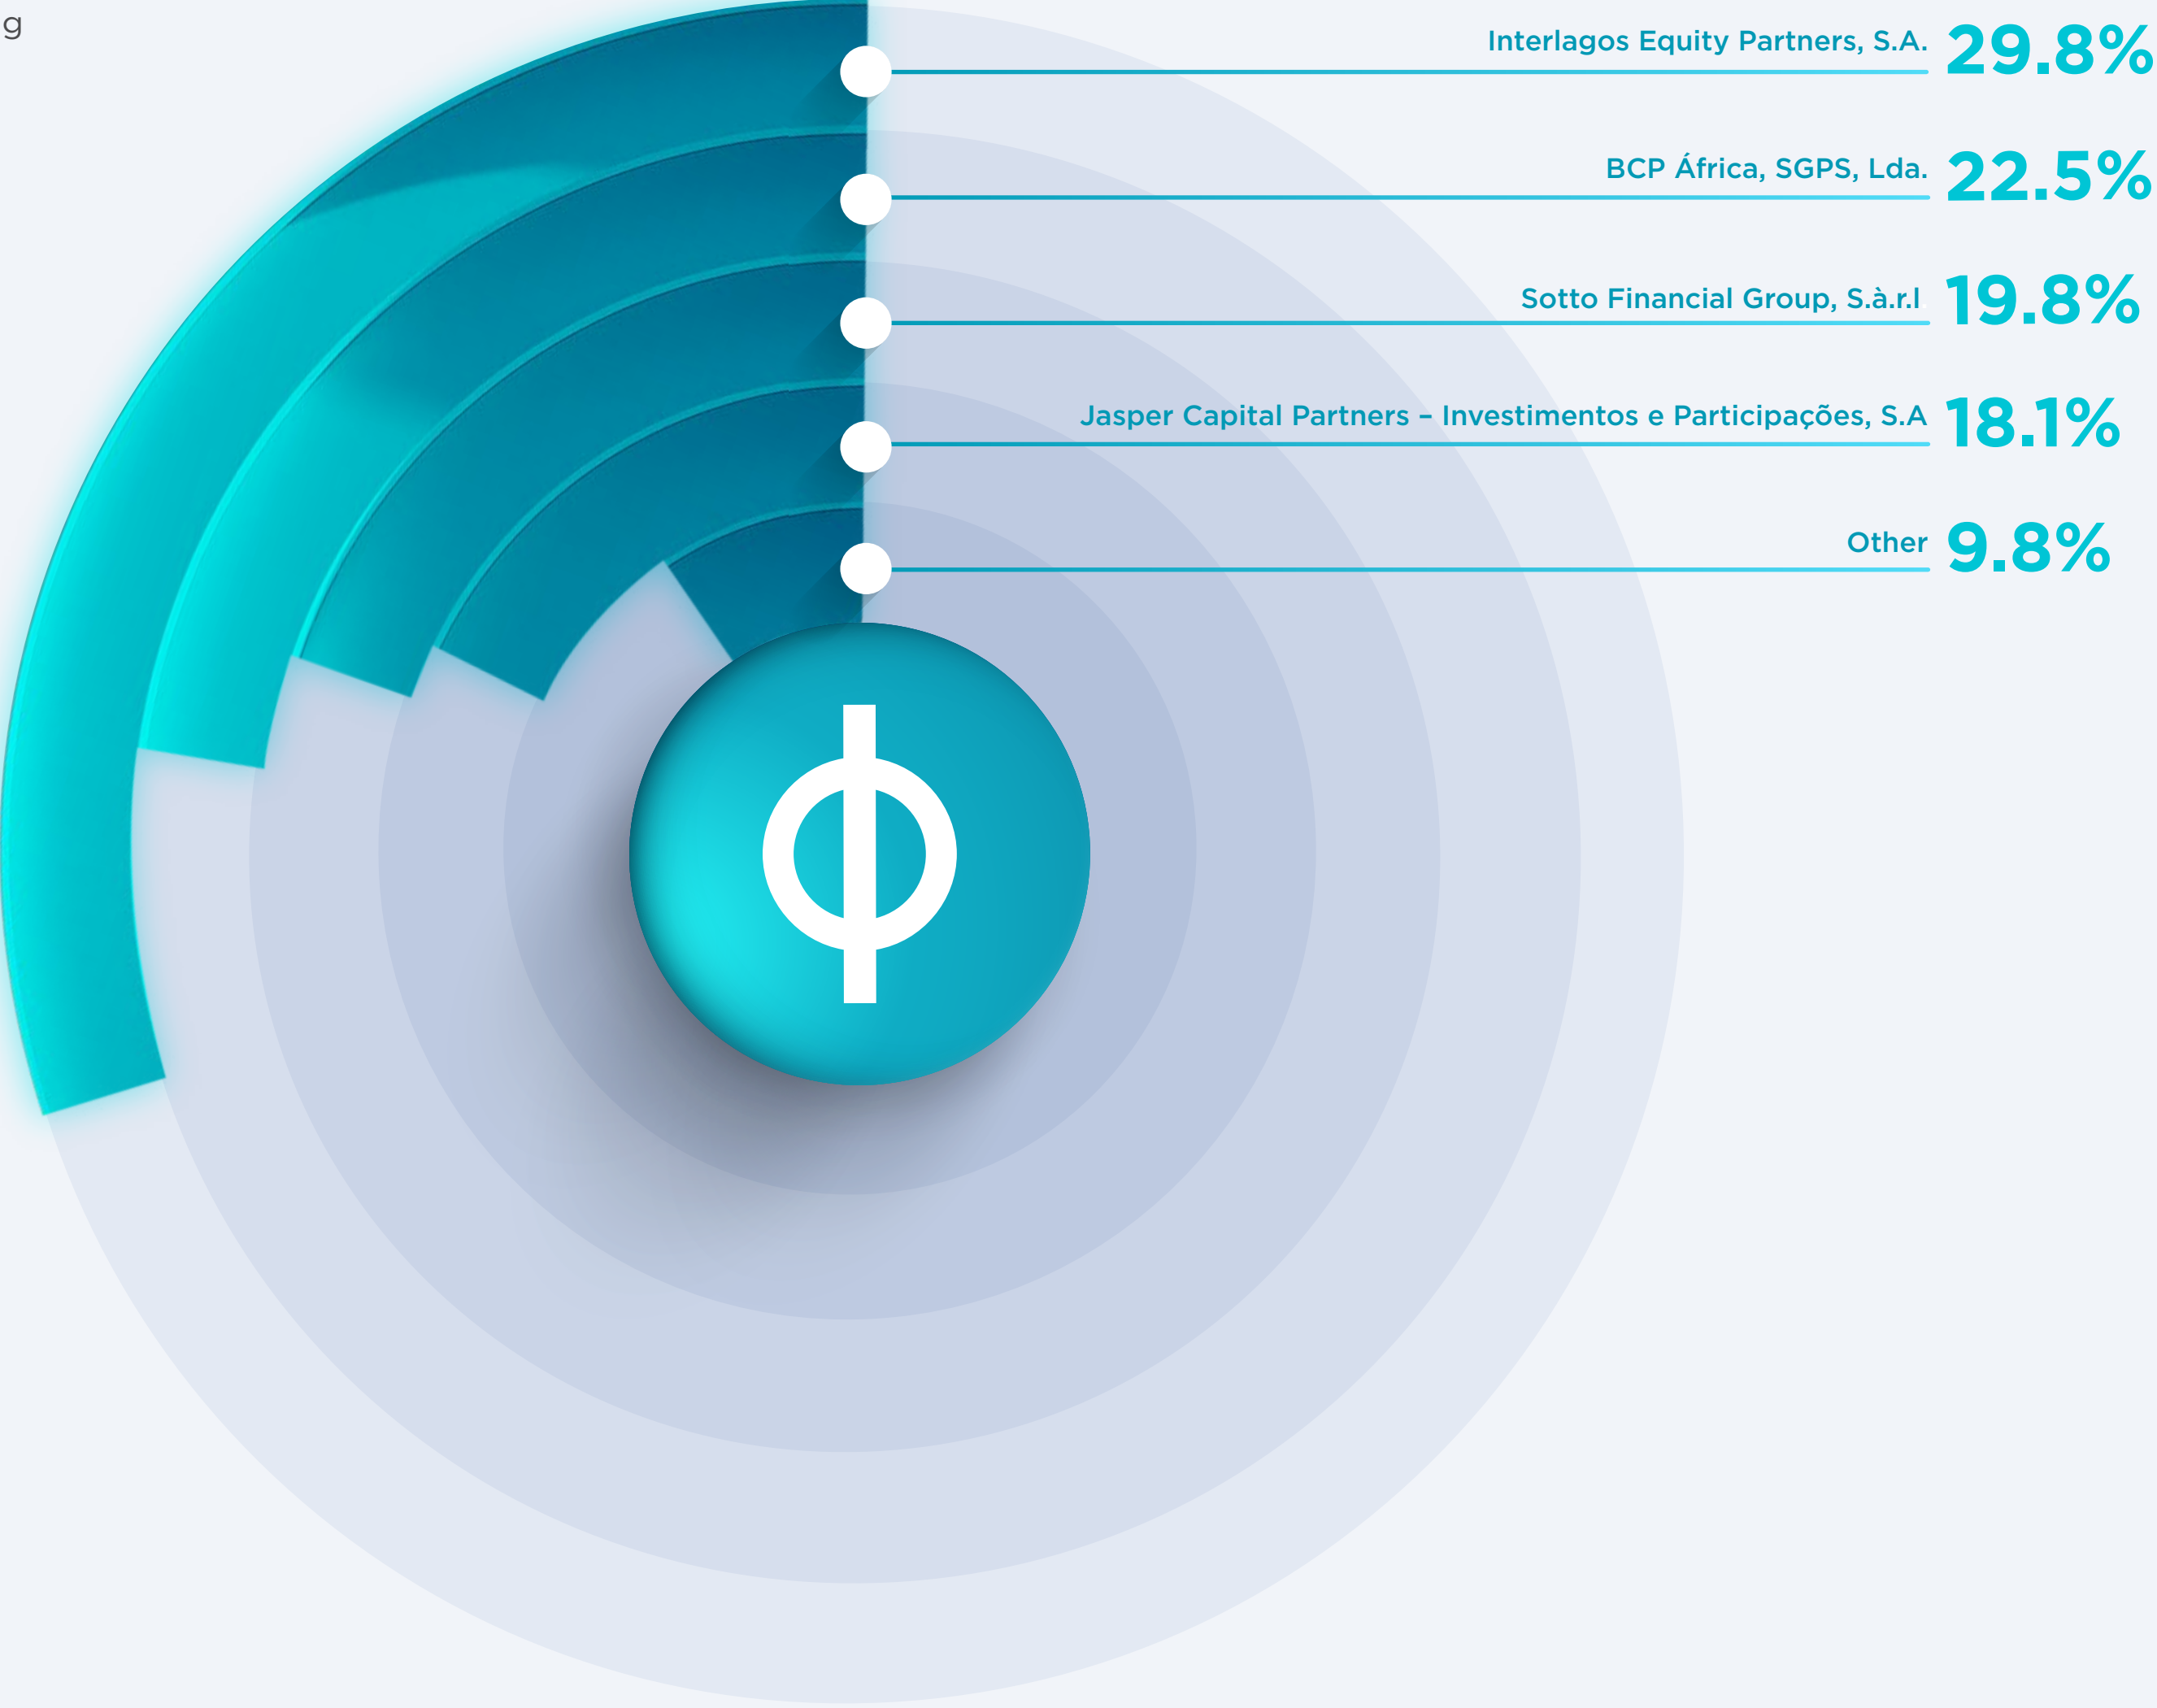 g
Interlagos Equity Partners, S.A. 29.8%
BCP África, SGPS, Lda. 22.5%
Sotto Financial Group, S.à.r.l. 19.8%
Jasper Capital Partners – Investimentos e Participações, S.A 18.1%
Other 9.8%